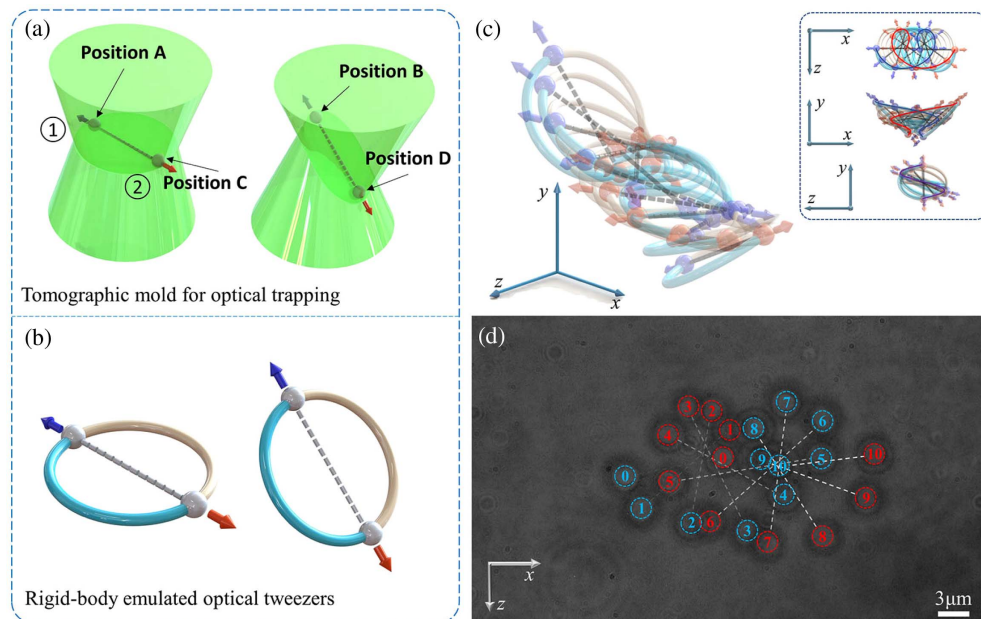 (a)
Position A
Position B
①
②
Position C
Position D
Tomographic mold for optical trapping
(b)
Rigid-body emulated optical tweezers
(c)
y
z
x
x
z
y
x
y
z
(d)
3
2
7
1
8
6
4
0
9
10
5
10
0
5
4
9
1
2
6
3
7
8
x
z
3μm